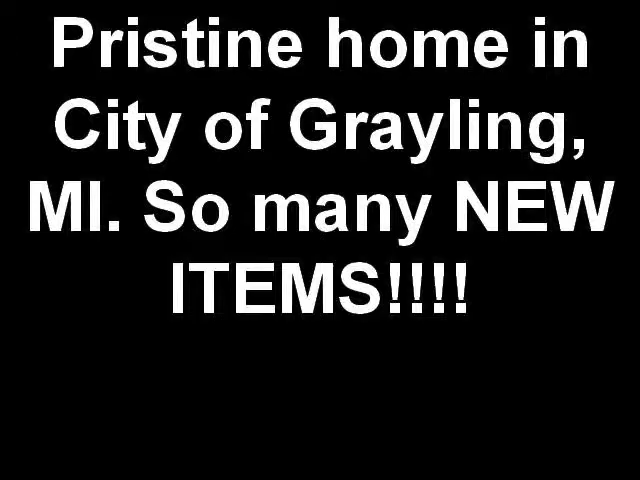 Pristine home in
City of Grayling,
MI. So many NEW
ITEMS!!!!